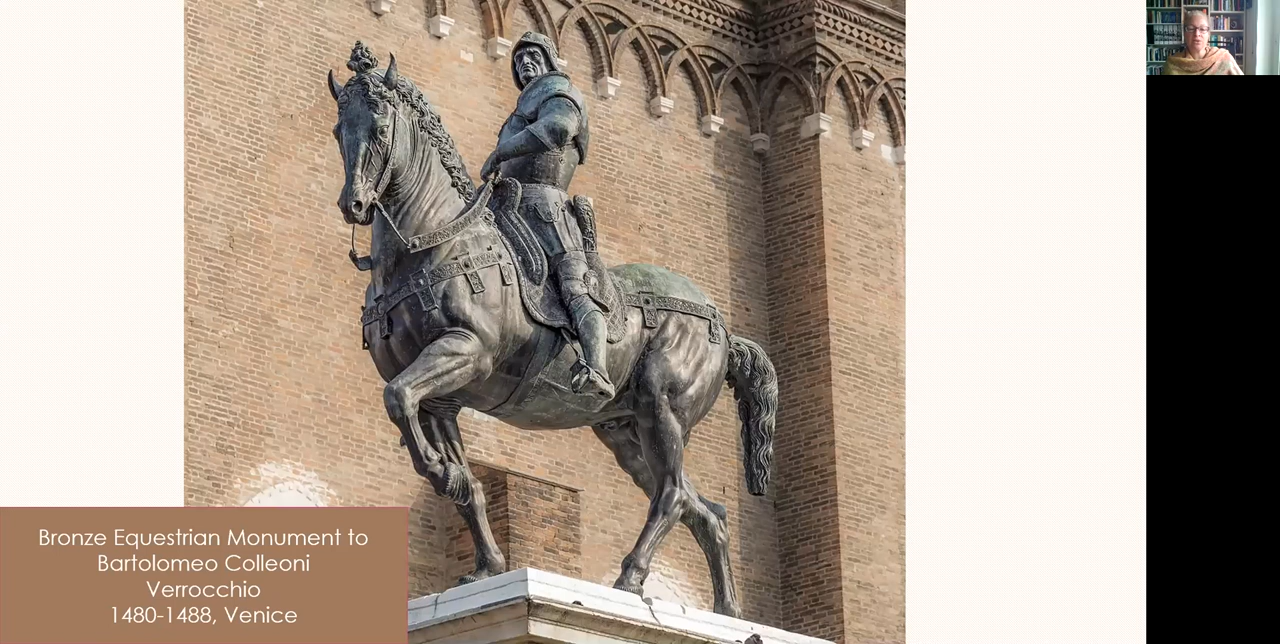 Bronze Equestrian Monument to
Bartolomeo Colleoni
Verrocchio
1480-1488, Venice